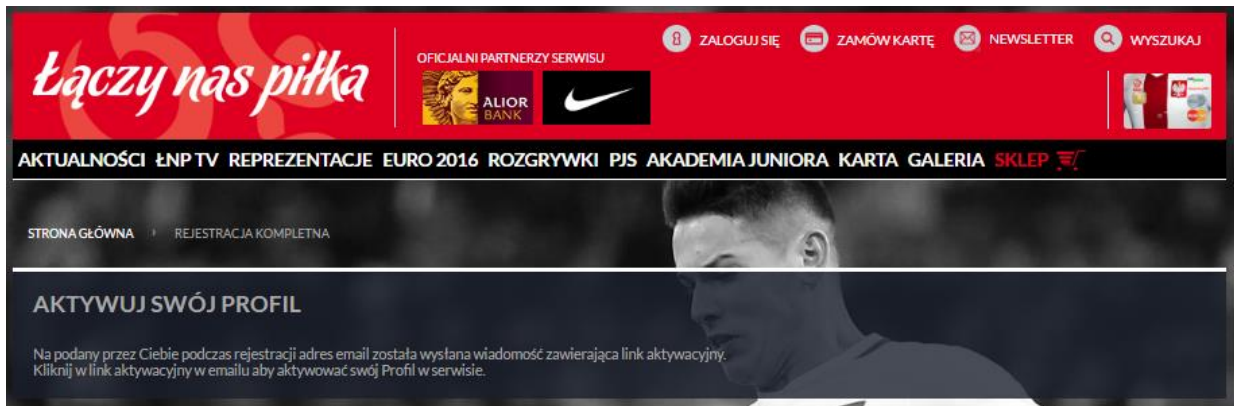 Łączy nas piłka
OFICJALNI PARTNERZY SERWISU
ALIOR
BANK
ZALOGUJ SIĘ ZAMÓW KARTĘ NEWSLETTER WYSZUKAJ
AKTUALNOŚCI ŁNP TV REPREZENTACJE EURO 2016 ROZGRYWKI PJS AKADEMIA JUNIORA KARTA GALERIA SKLEP
STRONA GŁÓWNA REJESTRACJA KOMPLETNA
AKTYWUJ SWÓJ PROFIL
Na podany przez Ciebie podczas rejestracji adres email została wysłana wiadomość zawierająca link aktywacyjny.
Kliknij w link aktywacyjny w emailu aby aktywować swój Profil w serwisie.